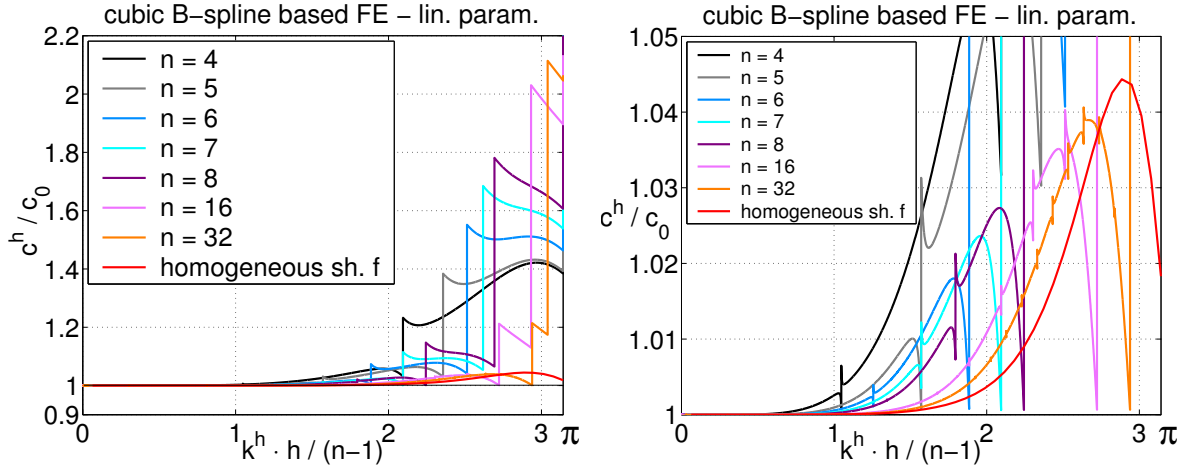 cubic B-spline based FE - lin. param.
2.2
2
1.8
1.6
1.4
1.2
1
0.9
c^h / c_0
n = 4
n = 5
n = 6
n = 7
n = 8
n = 16
n = 32
homogeneous sh. f
0 1 2 3 π
k^h · h / (n-1)
cubic B-spline based FE - lin. param.
1.05
1.04
1.03
1.02
1.01
1
c^h / c_0
n = 4
n = 5
n = 6
n = 7
n = 8
n = 16
n = 32
homogeneous sh. f
0 1 2 3 π
k^h · h / (n-1)